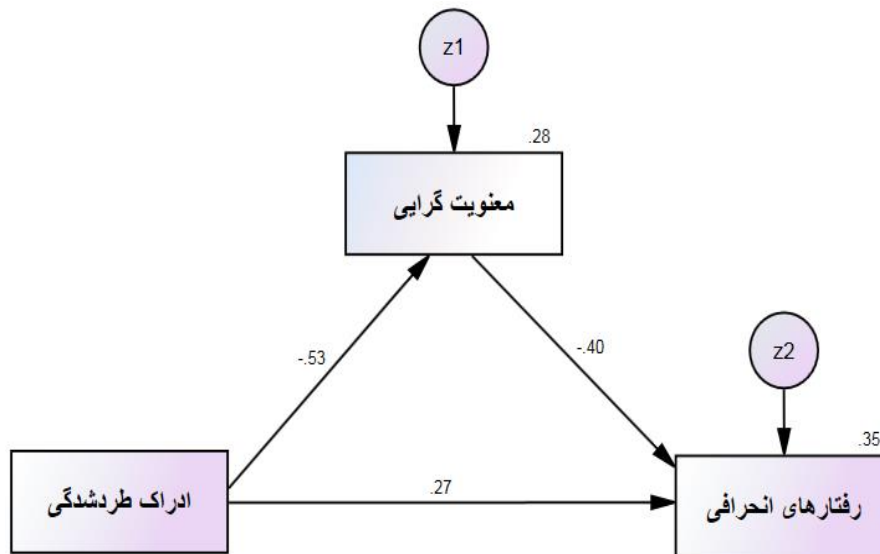 z1
.28
معنویت گرایی
z2
-.53
-.40
.35
ادراک طردشدگی
.27
رفتارهای انحرافی